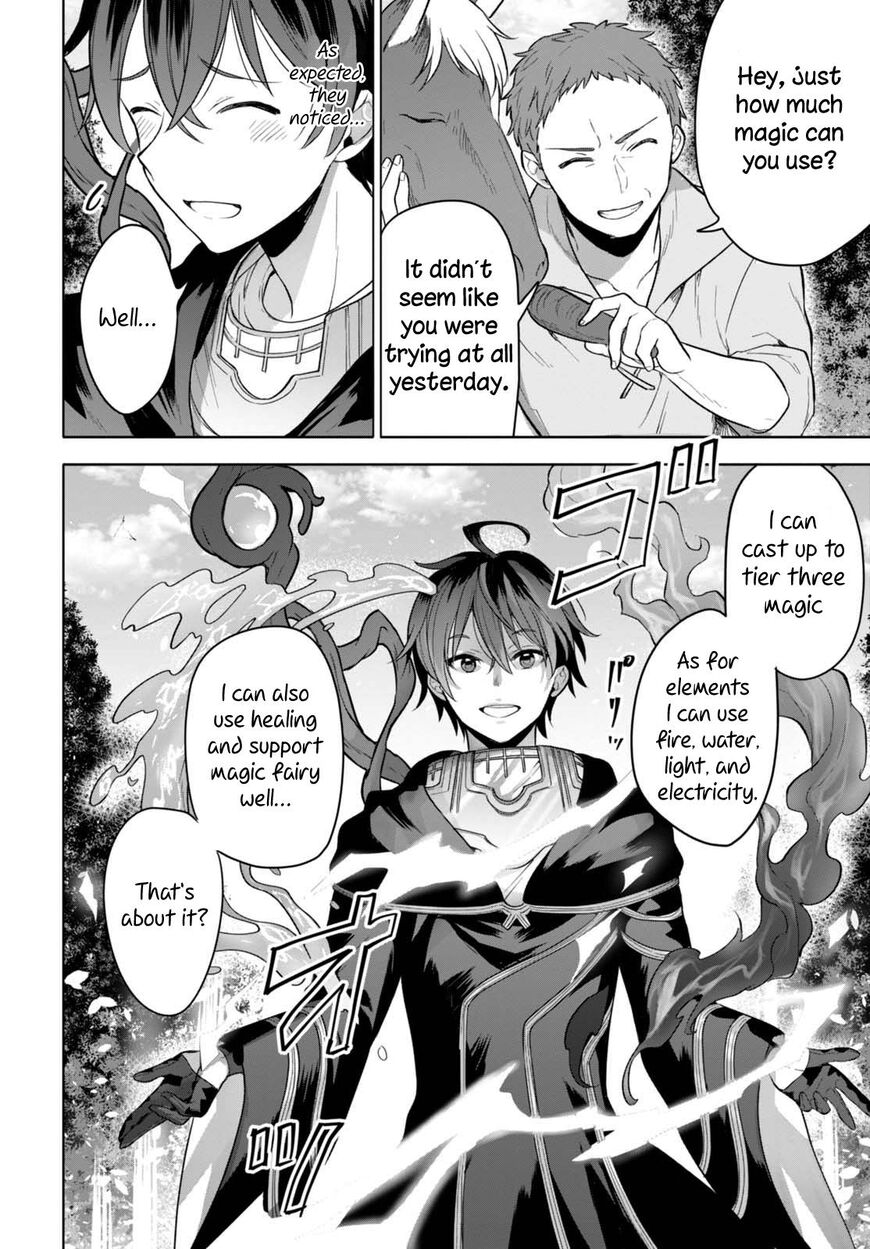 Hey, just
how much
magic can
you use?
It didn't
seem like
you were
trying at all
yesterday.
As
expected,
they
noticed...
Well...
I can
cast up to
tier three
magic
As for
elements
I can use
fire, water,
light, and
electricity.
I can also
use healing
and support
magic fairy
well...
That's
about it?
ゴ
オ